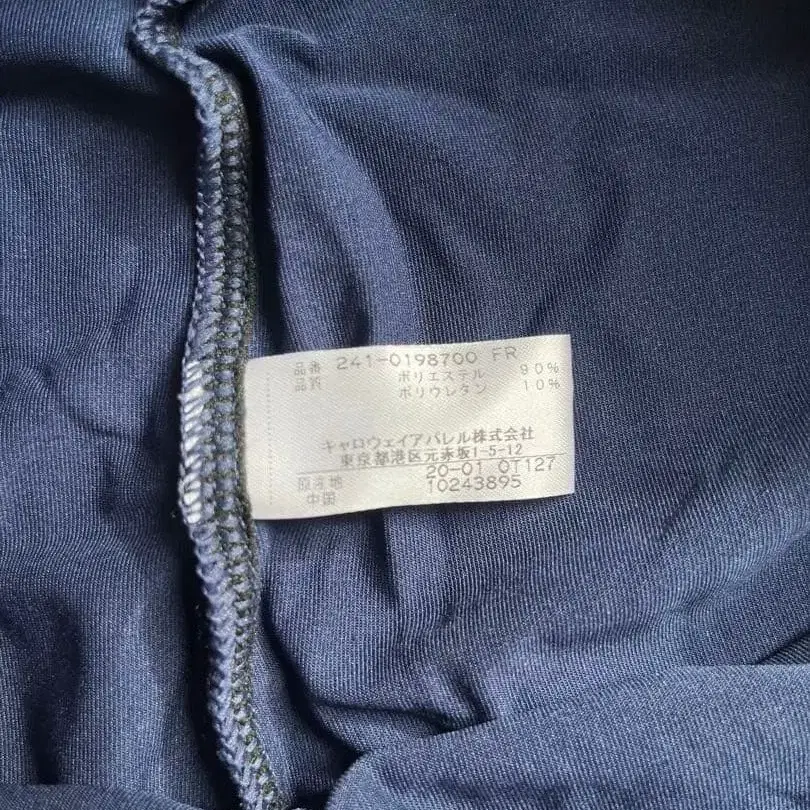 品番 241-0198700 FR
品質 ポリエステル 90%
ポリウレタン 10%
キャロウェイアパレル株式会社
東京都港区元赤坂1-5-12
20-01 0T127
原産地 10243895
中国